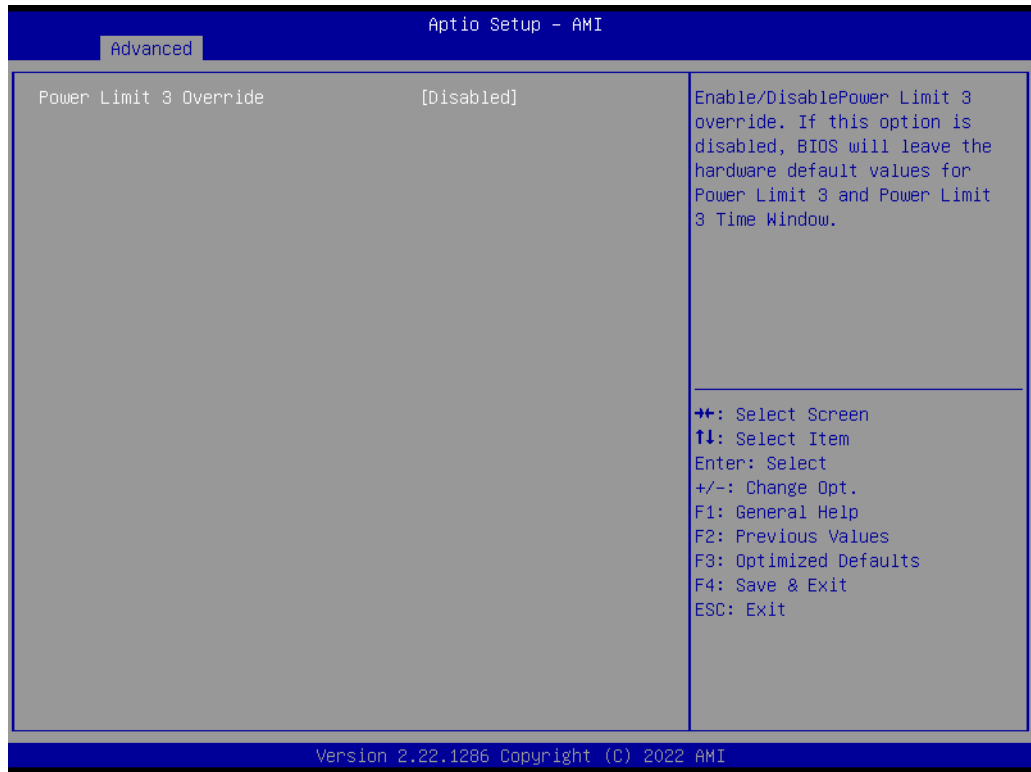 Aptio Setup – AMI
Advanced
Power Limit 3 Override [Disabled]
Enable/DisablePower Limit 3
override. If this option is
disabled, BIOS will leave the
hardware default values for
Power Limit 3 and Power Limit
3 Time Window.
→←: Select Screen
↑↓: Select Item
Enter: Select
+/-: Change Opt.
F1: General Help
F2: Previous Values
F3: Optimized Defaults
F4: Save & Exit
ESC: Exit
Version 2.22.1286 Copyright (C) 2022 AMI